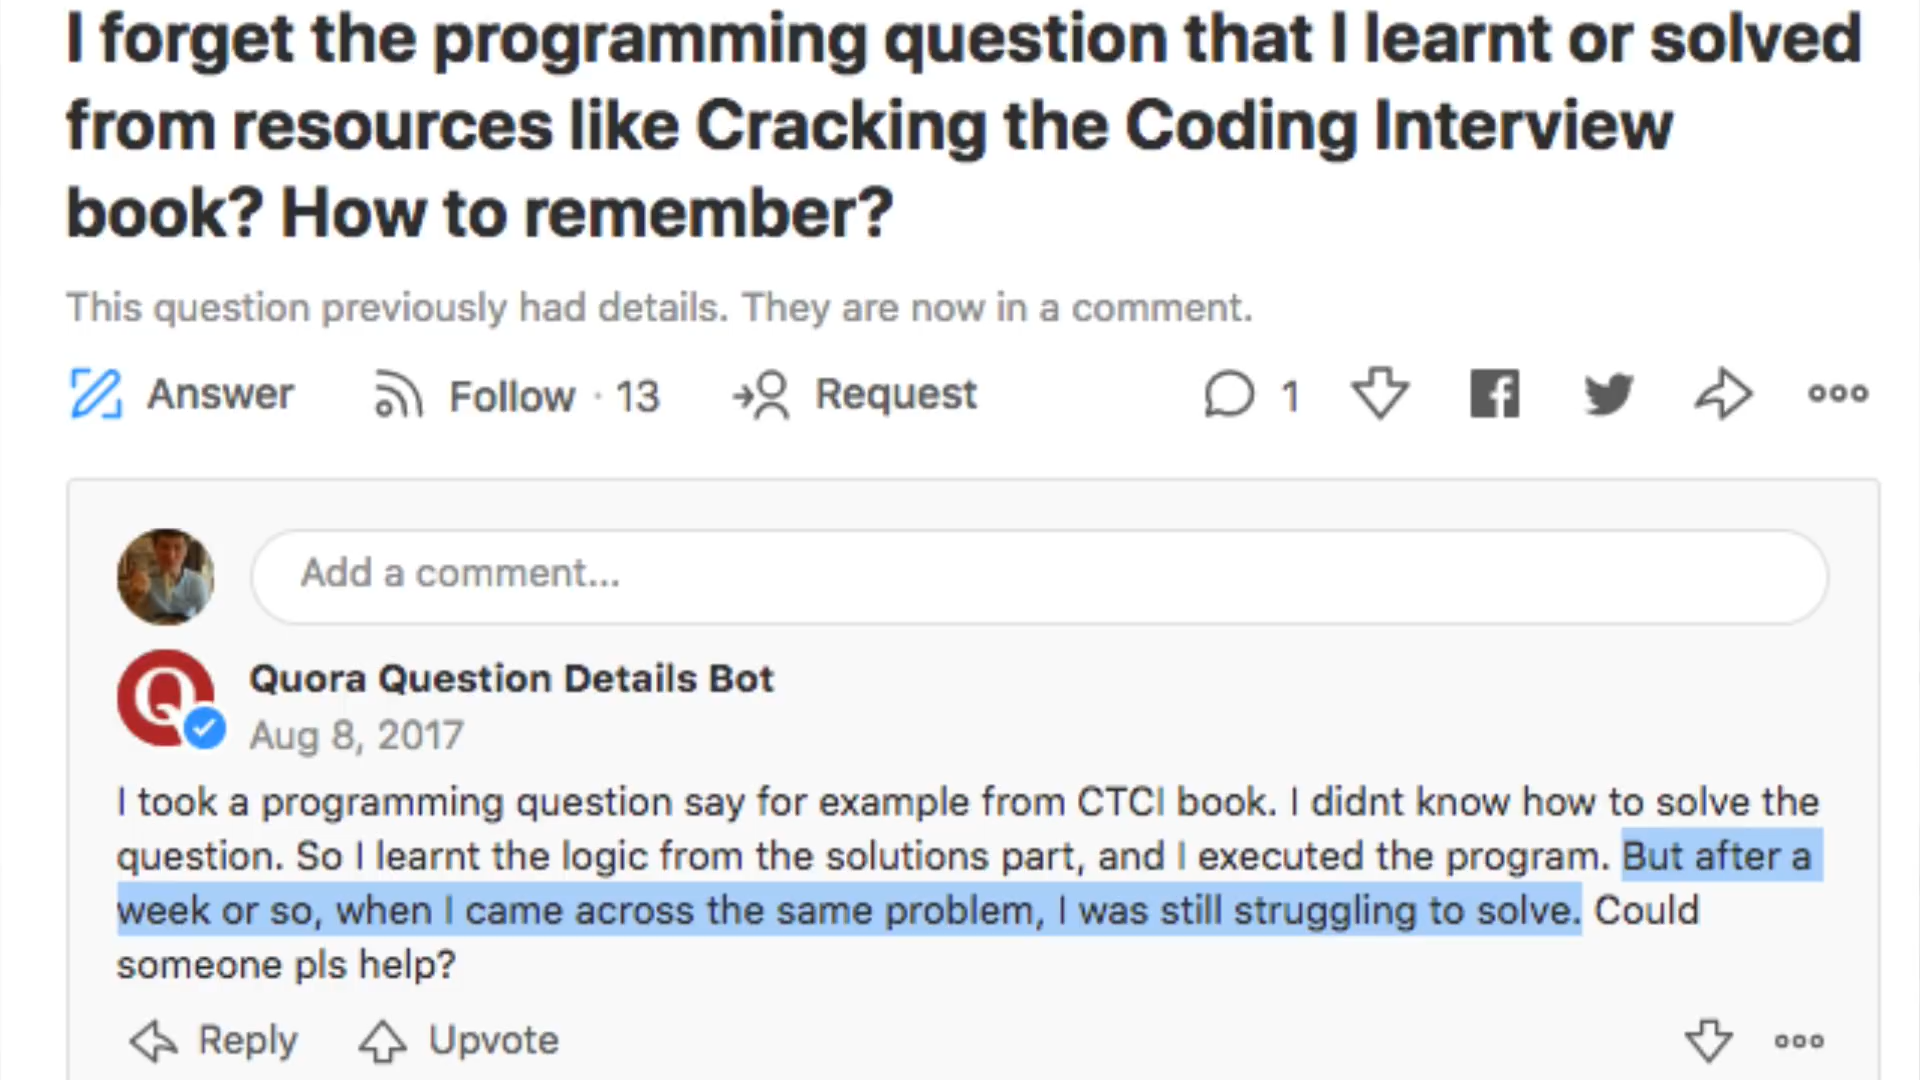 I forget the programming question that I learnt or solved
from resources like Cracking the Coding Interview
book? How to remember?
This question previously had details. They are now in a comment.
Answer Follow · 13 Request 1
Add a comment...
Quora Question Details Bot
Aug 8, 2017
I took a programming question say for example from CTCI book. I didnt know how to solve the
question. So I learnt the logic from the solutions part, and I executed the program. But after a
week or so, when I came across the same problem, I was still struggling to solve. Could
someone pls help?
Reply Upvote